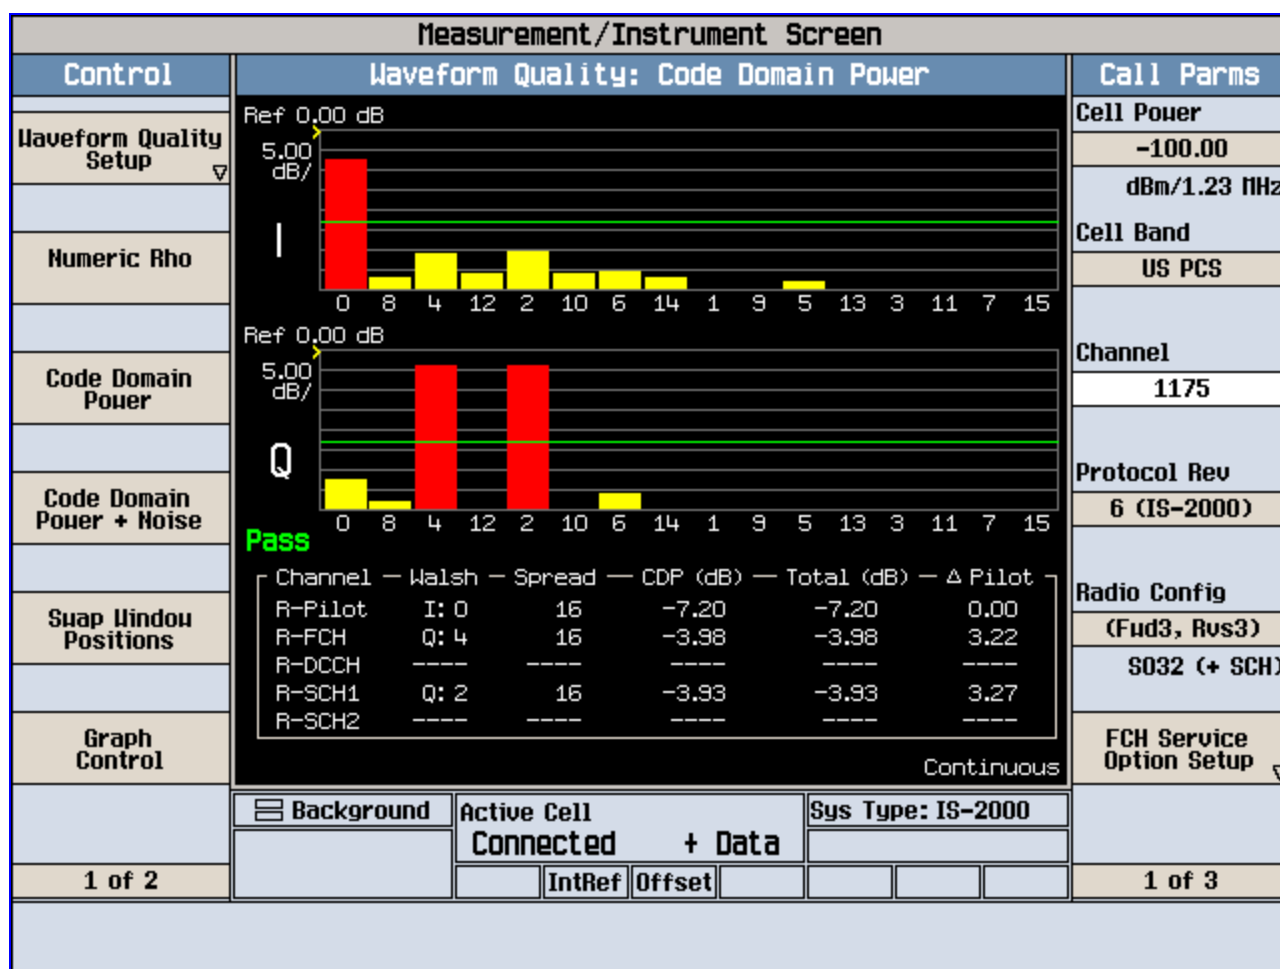 Measurement/Instrument Screen
Control
Waveform Quality Setup
Numeric Rho
Code Domain Power
Code Domain Power + Noise
Swap Window Positions
Graph Control
1 of 2
Waveform Quality: Code Domain Power
Ref 0.00 dB
5.00 dB/
I
0 8 4 12 2 10 6 14 1 9 5 13 3 11 7 15
Ref 0.00 dB
5.00 dB/
Q
0 8 4 12 2 10 6 14 1 9 5 13 3 11 7 15
Pass
Channel Walsh Spread CDP (dB) Total (dB) Δ Pilot
R-Pilot I: 0 16 -7.20 -7.20 0.00
R-FCH Q: 4 16 -3.98 -3.98 3.22
R-DCCH ---- ---- ---- ---- ----
R-SCH1 Q: 2 16 -3.93 -3.93 3.27
R-SCH2 ---- ---- ---- ---- ----
Continuous
Background
Active Cell
Connected + Data
Sys Type: IS-2000
IntRef Offset
Call Parms
Cell Power
-100.00
dBm/1.23 MHz
Cell Band
US PCS
Channel
1175
Protocol Rev
6 (IS-2000)
Radio Config
(Fwd3, Rvs3)
SO32 (+ SCH)
FCH Service
Option Setup
1 of 3